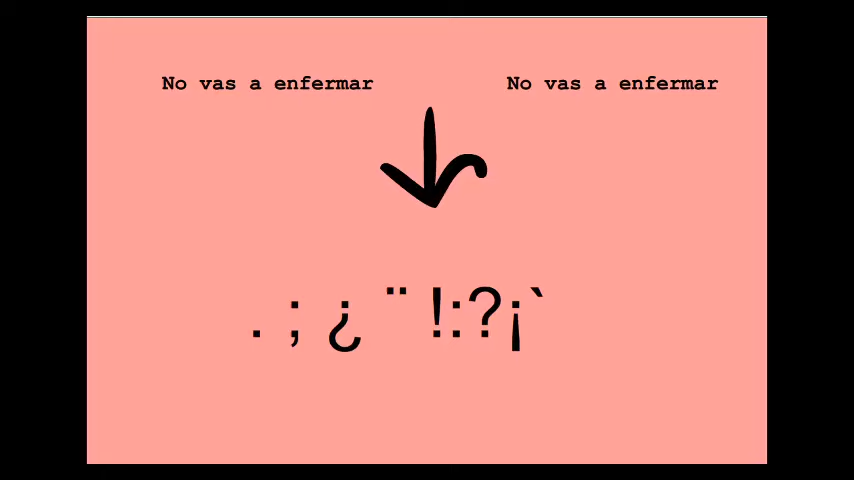 No vas a enfermar No vas a enfermar
. ; ¿ ¨ !:?¡`